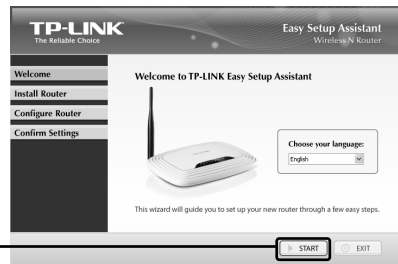 TP-LINK
The Reliable Choice
Easy Setup Assistant
Wireless N Router
Welcome
Install Router
Configure Router
Confirm Settings
Welcome to TP-LINK Easy Setup Assistant
Choose your language:
English
This wizard will guide you to set up your new router through a few easy steps.
START
EXIT